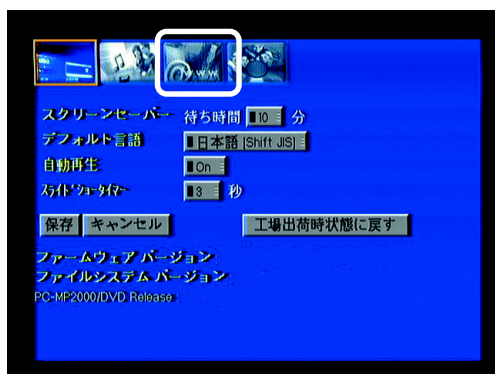 www
スクリーンセーバー 待ち時間 10 分
デフォルト言語 日本語 (Shift JIS)
自動再生 On
スライドショータイマー 3 秒
保存 キャンセル 工場出荷時状態に戻す
ファームウェア バージョン:
ファイルシステム バージョン:
PC-MP2000/DVD Release: